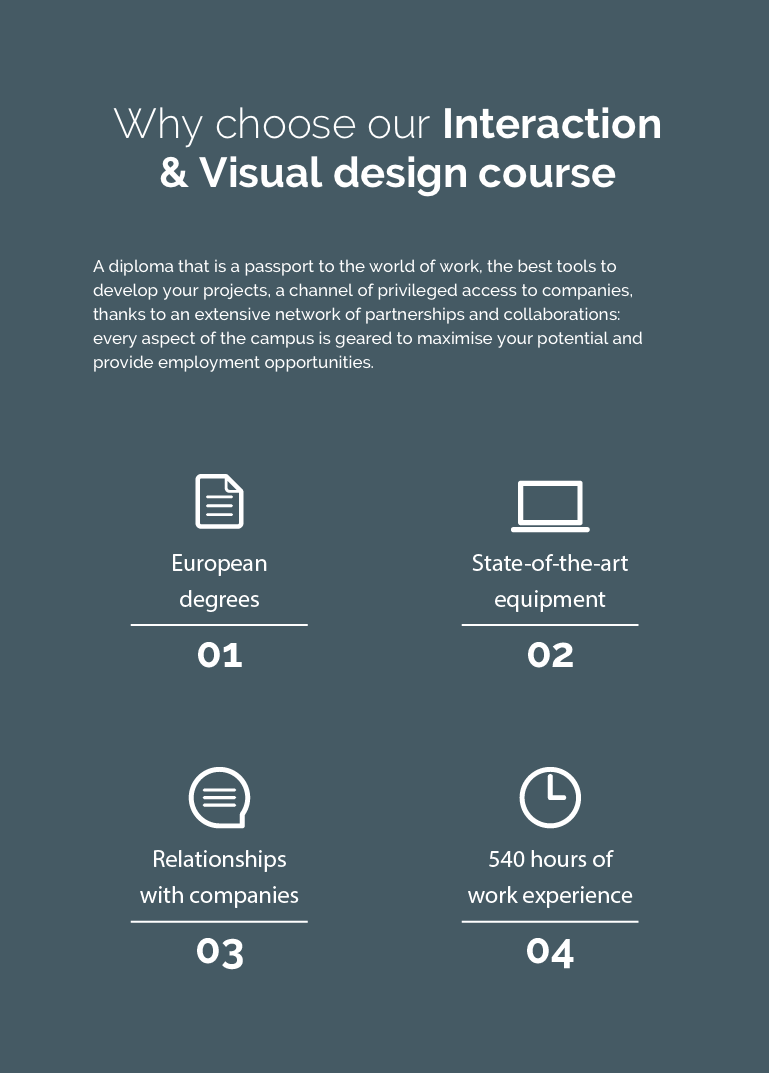 Why choose our Interaction
& Visual design course
A diploma that is a passport to the world of work, the best tools to
develop your projects, a channel of privileged access to companies,
thanks to an extensive network of partnerships and collaborations:
every aspect of the campus is geared to maximise your potential and
provide employment opportunities.
European
degrees
01
State-of-the-art
equipment
02
Relationships
with companies
03
540 hours of
work experience
04